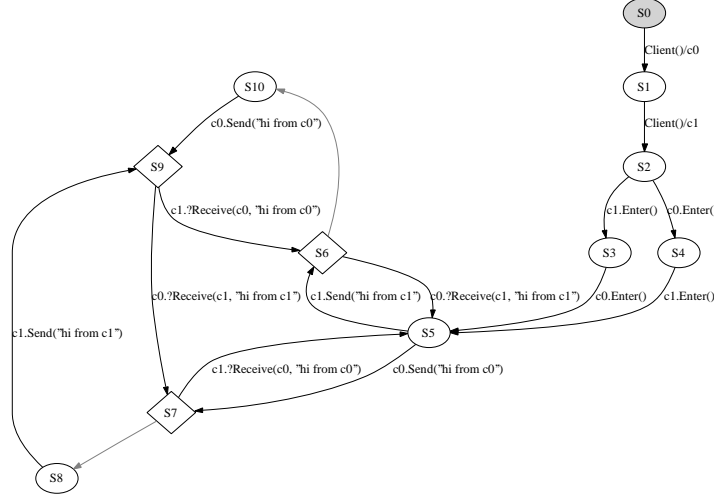 S0
Client()/c0
S10
S1
c0.Send("hi from c0")
Client()/c1
S9
S2
c1.?Receive(c0, "hi from c0")
c1.Enter()
c0.Enter(
S6
S3
S4
c0.?Receive(c1, "hi from c1")
c1.Send("hi from c1")
c0.?Receive(c1, "hi from c1")
c0.Enter()
c1.Enter()
c1.Send("hi from c1")
S5
c1.?Receive(c0, "hi from c0")
c0.Send("hi from c0")
S7
S8